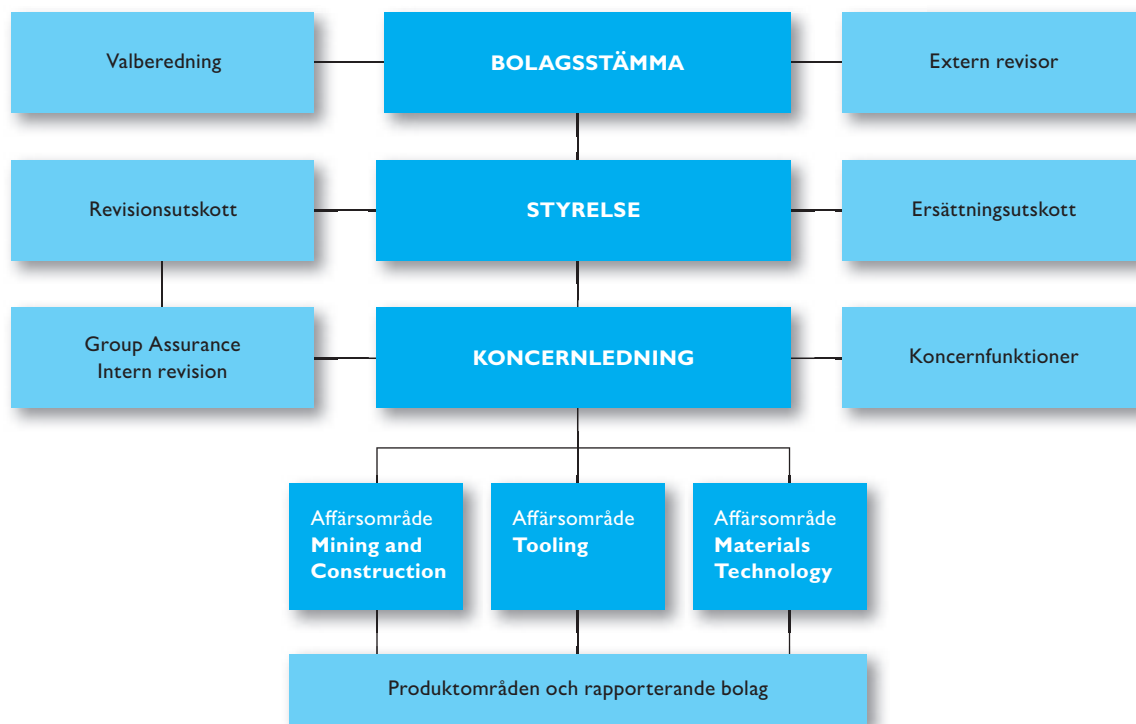 Valberedning
BOLAGSSTÄMMA
Extern revisor
Revisionsutskott
STYRELSE
Ersättningsutskott
Group Assurance
Intern revision
KONCERNLEDNING
Koncernfunktioner
Affärsområde
Mining and
Construction
Affärsområde
Tooling
Affärsområde
Materials
Technology
Produktområden och rapporterande bolag